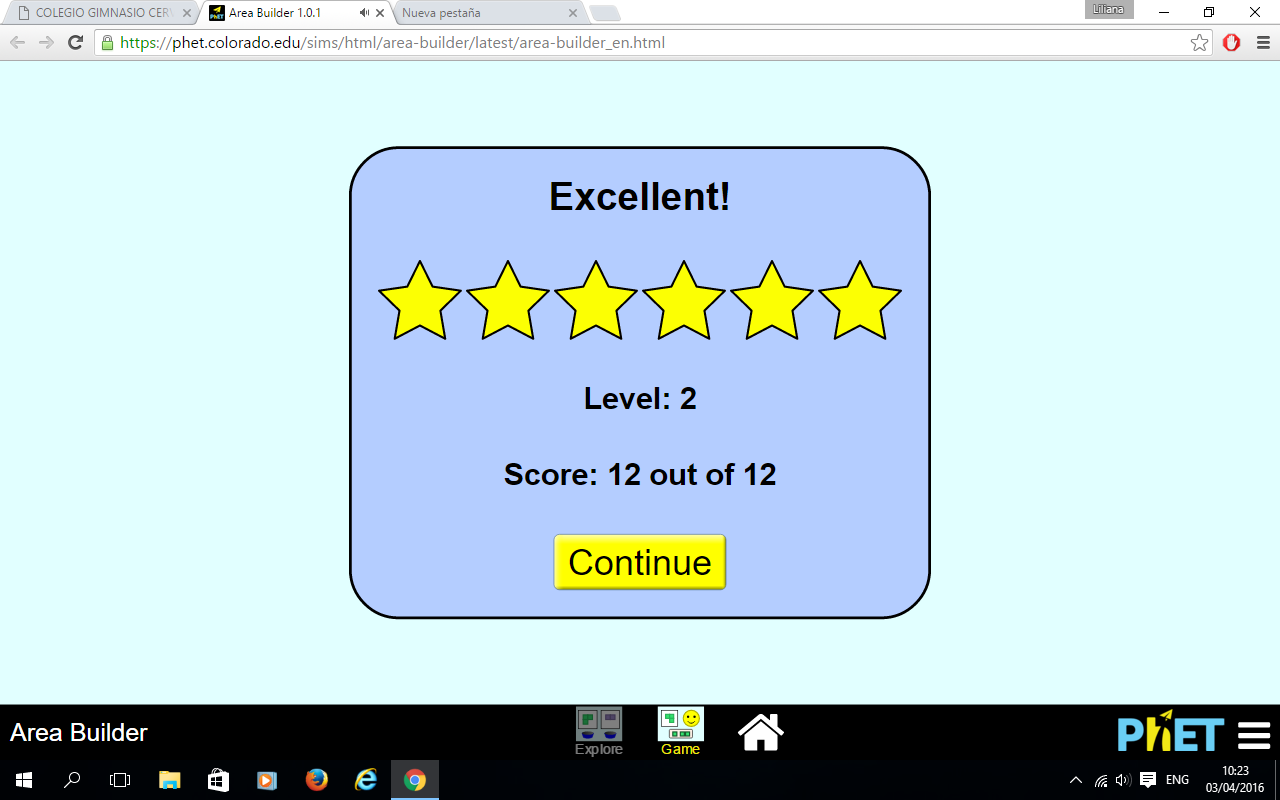 COLEGIO GIMNASIO CER
Area Builder 1.0.1
Nueva pestaña
Liliana
https://phet.colorado.edu/sims/html/area-builder/latest/area-builder_en.html
Excellent!
Level: 2
Score: 12 out of 12
Continue
Area Builder
Explore
Game
PhET
ENG
10:23
03/04/2016